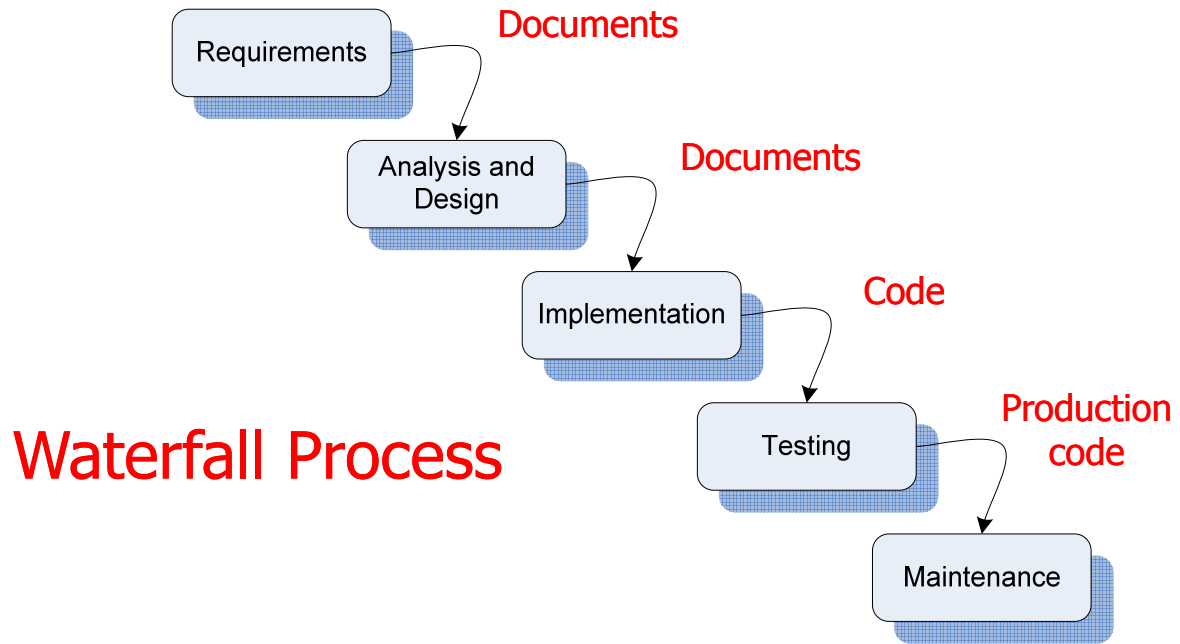 Documents
Requirements
Documents
Analysis and
Design
Code
Implementation
Production
code
Testing
Waterfall Process
Maintenance